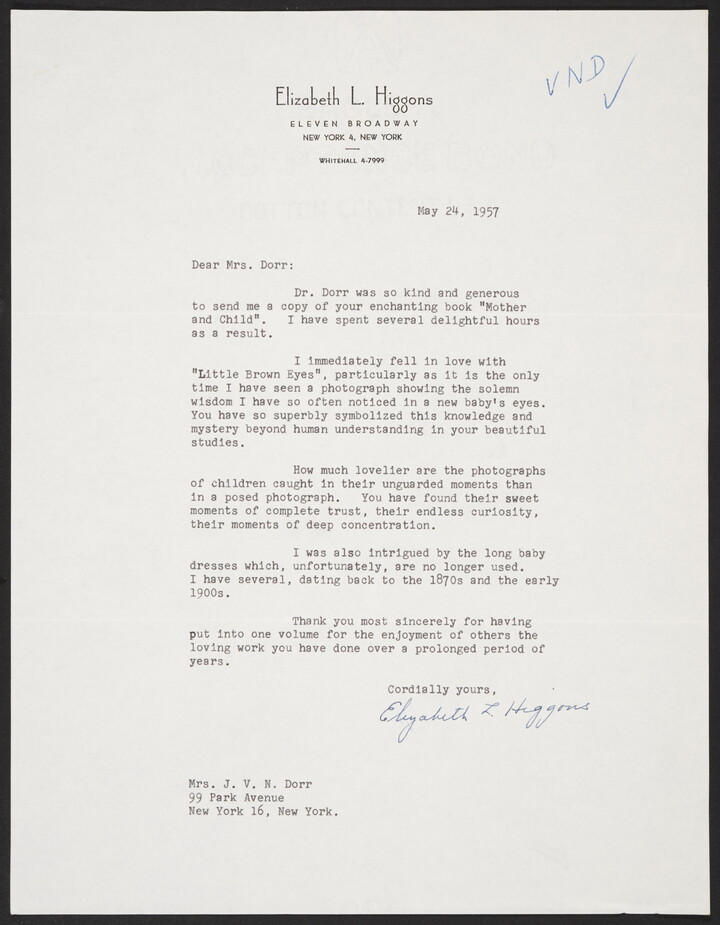 VND ✓
Elizabeth L. Higgons
ELEVEN BROADWAY
NEW YORK 4, NEW YORK
WHITEHALL 4-7999
May 24, 1957
Dear Mrs. Dorr:
Dr. Dorr was so kind and generous
to send me a copy of your enchanting book "Mother
and Child". I have spent several delightful hours
as a result.
I immediately fell in love with
"Little Brown Eyes", particularly as it is the only
time I have seen a photograph showing the solemn
wisdom I have so often noticed in a new baby's eyes.
You have so superbly symbolized this knowledge and
mystery beyond human understanding in your beautiful
studies.
How much lovelier are the photographs
of children caught in their unguarded moments than
in a posed photograph. You have found their sweet
moments of complete trust, their endless curiosity,
their moments of deep concentration.
I was also intrigued by the long baby
dresses which, unfortunately, are no longer used.
I have several, dating back to the 1870s and the early
1900s.
Thank you most sincerely for having
put into one volume for the enjoyment of others the
loving work you have done over a prolonged period of
years.
Cordially yours,
Elizabeth L. Higgons
Mrs. J. V. N. Dorr
99 Park Avenue
New York 16, New York.